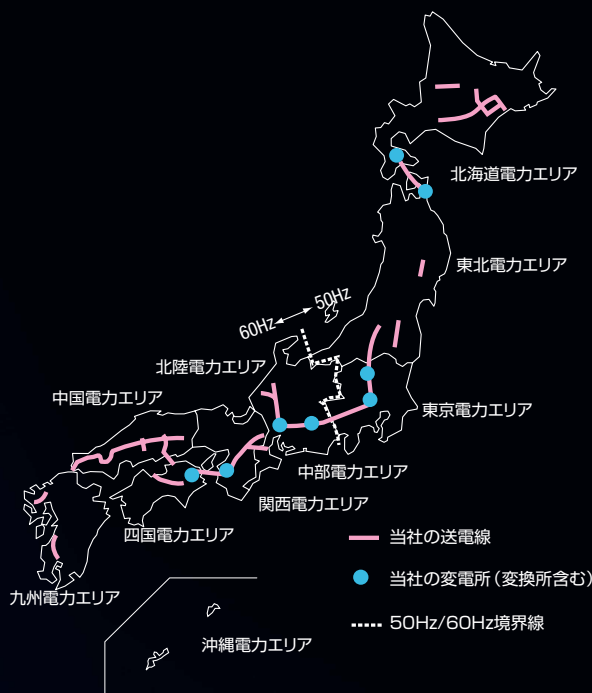 北海道電力エリア
東北電力エリア
60Hz
50Hz
北陸電力エリア
中国電力エリア
東京電力エリア
中部電力エリア
関西電力エリア
四国電力エリア
九州電力エリア
沖縄電力エリア
当社の送電線
当社の変電所(変換所含む)
50Hz/60Hz境界線